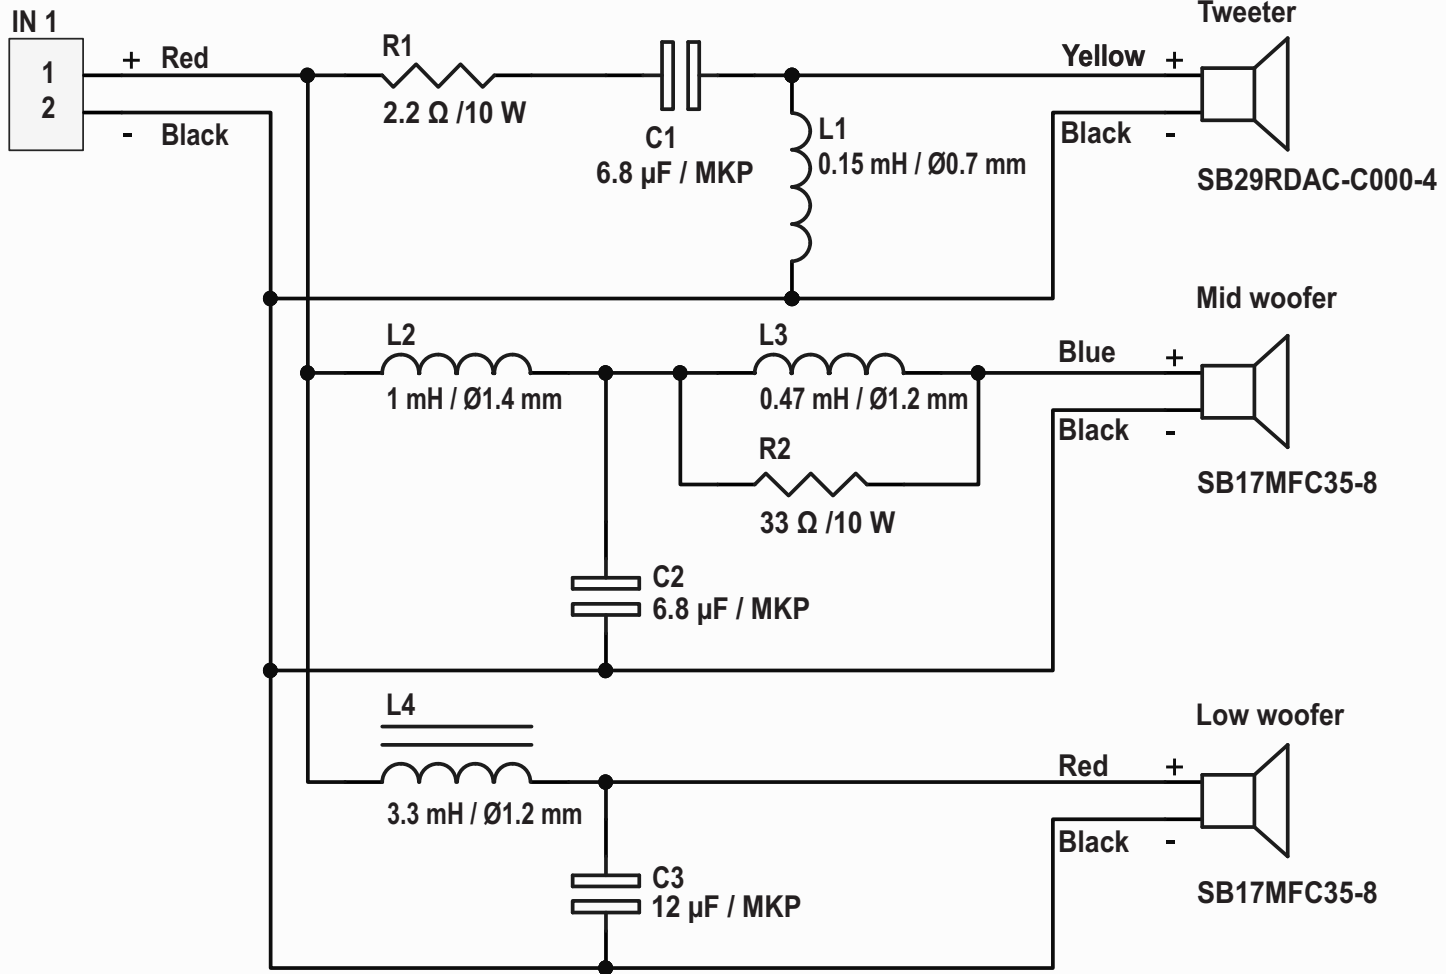 IN 1
1
2
+ Red
- Black
R1
2.2 Ω /10 W
C1
6.8 µF / MKP
L1
0.15 mH / Ø0.7 mm
Tweeter
Yellow +
Black -
SB29RDAC-C000-4
L2
1 mH / Ø1.4 mm
L3
0.47 mH / Ø1.2 mm
R2
33 Ω /10 W
C2
6.8 µF / MKP
Mid woofer
Blue +
Black -
SB17MFC35-8
L4
3.3 mH / Ø1.2 mm
C3
12 µF / MKP
Low woofer
Red +
Black -
SB17MFC35-8